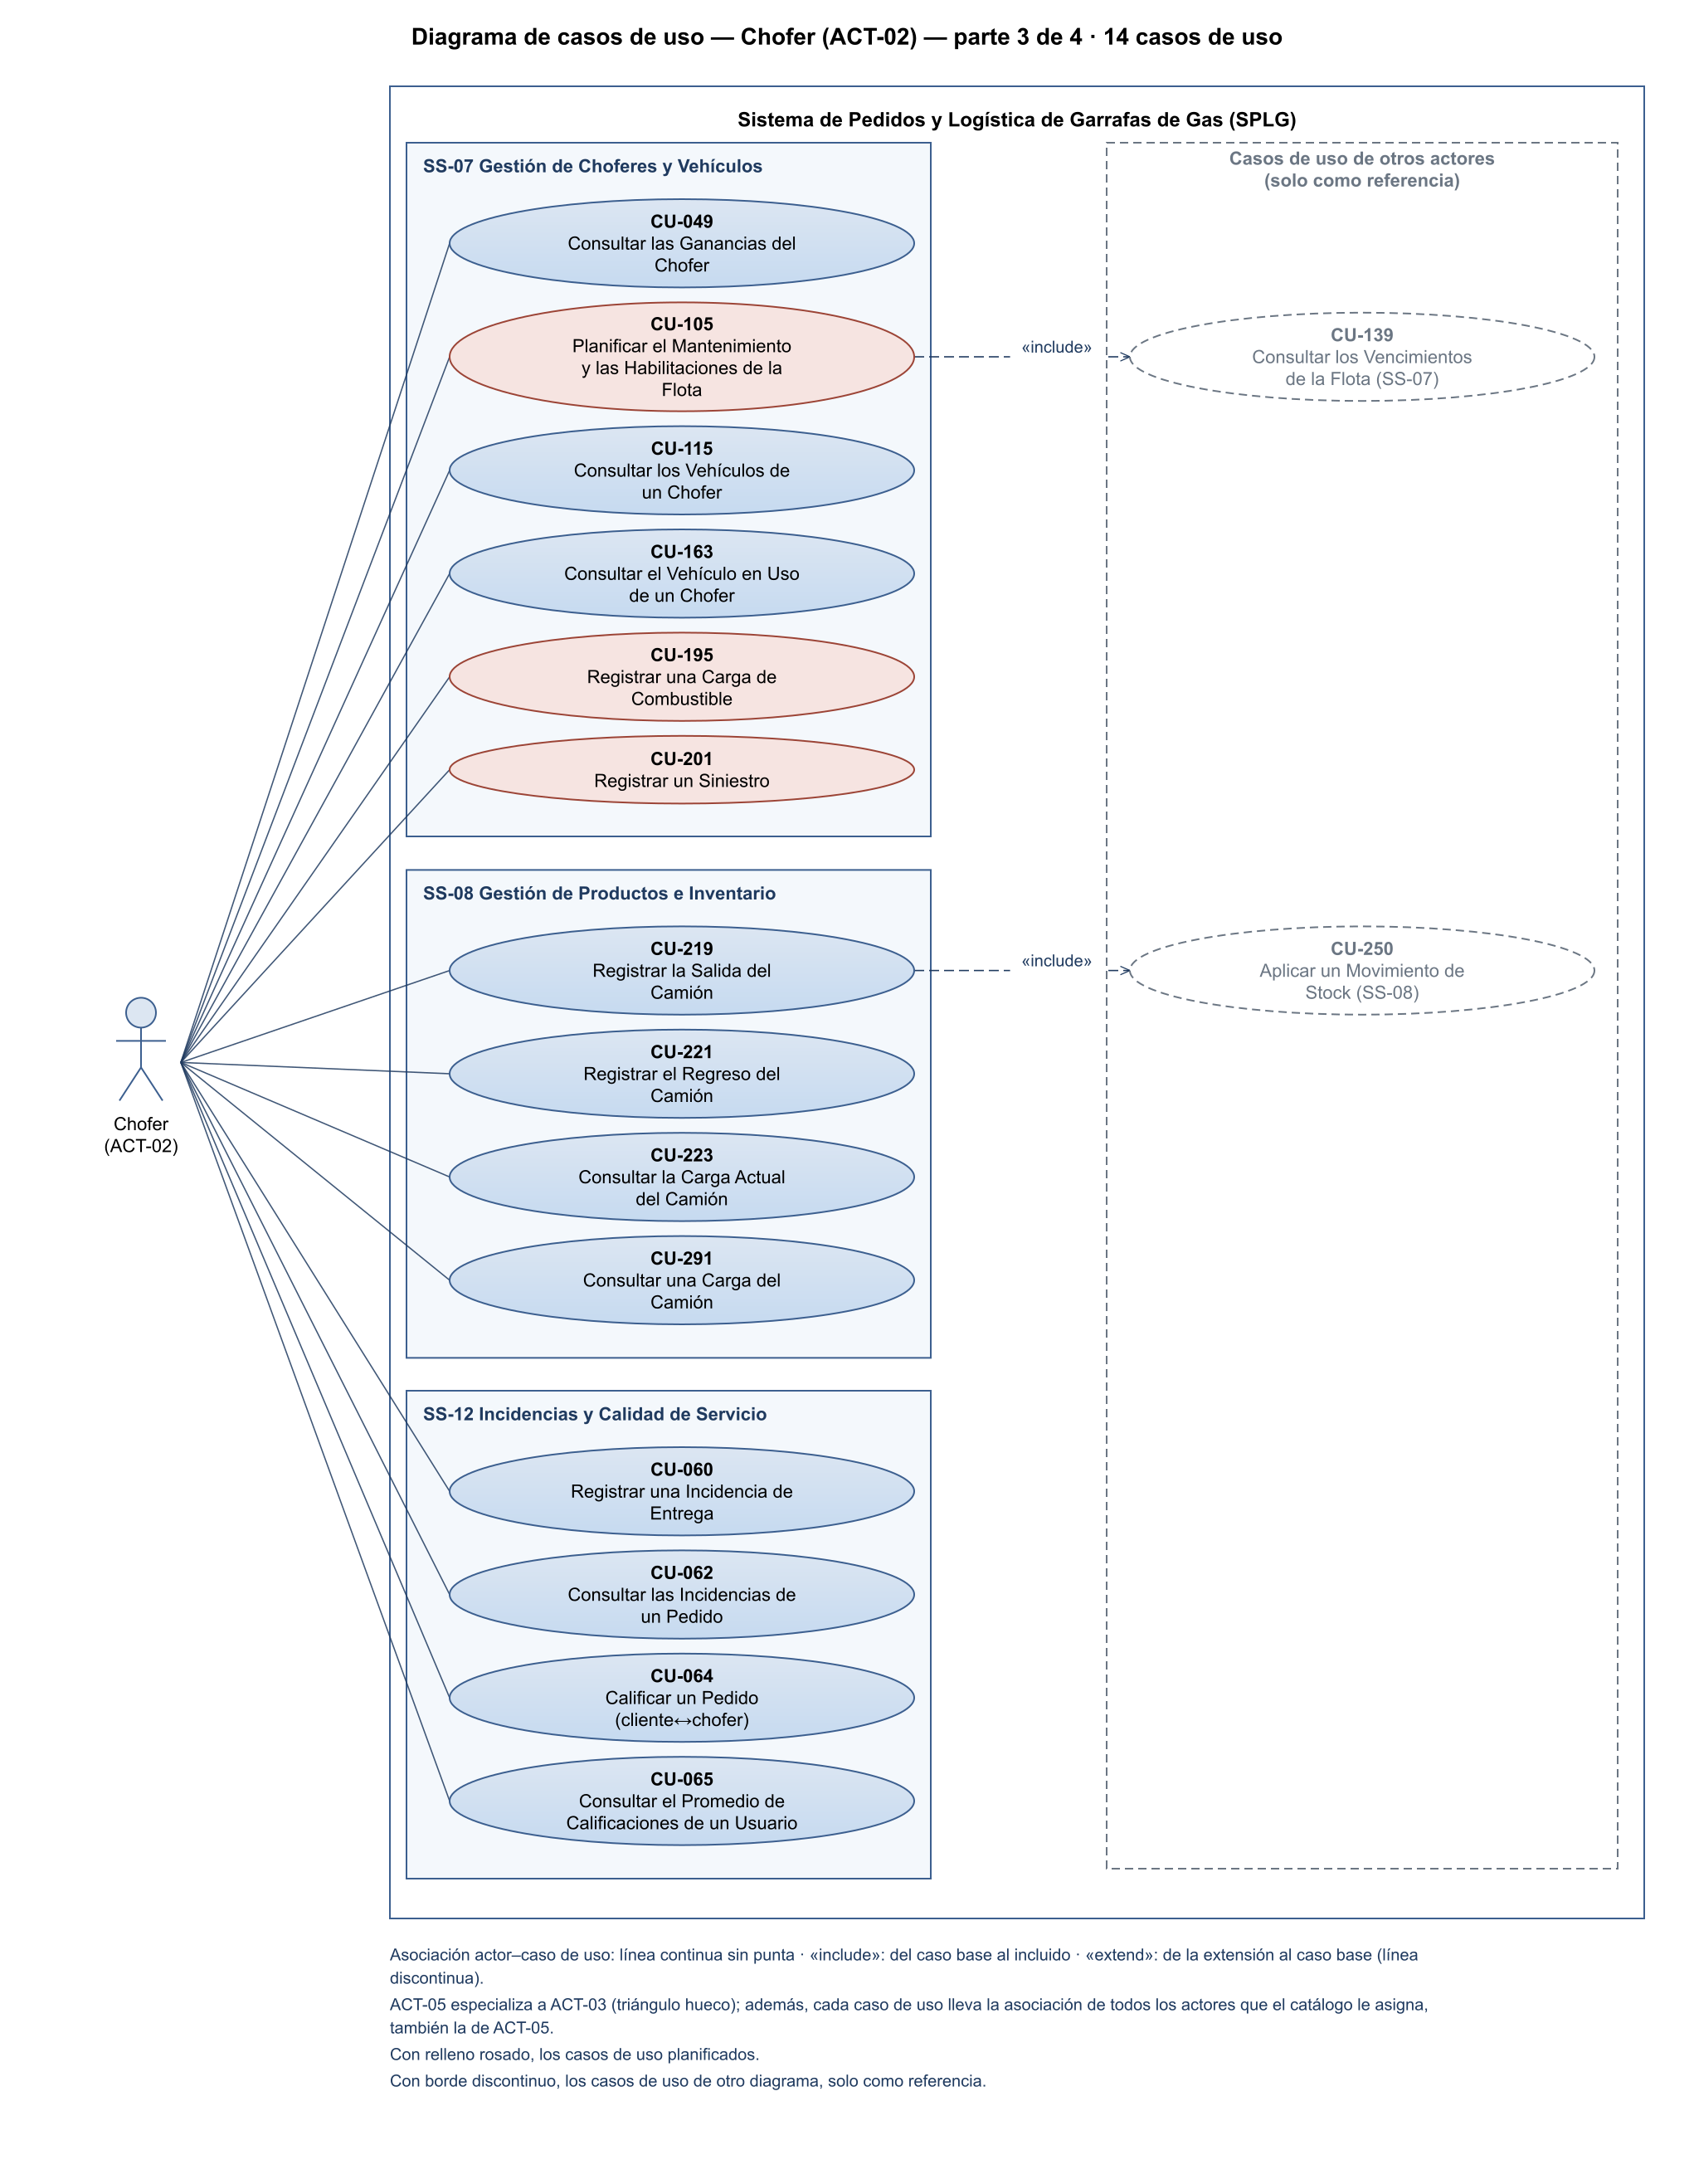 Diagrama de casos de uso — Chofer (ACT-02) — parte 3 de 4 · 14 casos de uso
Sistema de Pedidos y Logística de Garrafas de Gas (SPLG)
SS-07 Gestión de Choferes y Vehículos
CU-049
Consultar las Ganancias del
Chofer
CU-105
Planificar el Mantenimiento
y las Habilitaciones de la
Flota
CU-115
Consultar los Vehículos de
un Chofer
CU-163
Consultar el Vehículo en Uso
de un Chofer
CU-195
Registrar una Carga de
Combustible
CU-201
Registrar un Siniestro
Casos de uso de otros actores
(solo como referencia)
«include»
CU-139
Consultar los Vencimientos
de la Flota (SS-07)
SS-08 Gestión de Productos e Inventario
CU-219
Registrar la Salida del
Camión
«include»
CU-250
Aplicar un Movimiento de
Stock (SS-08)
CU-221
Registrar el Regreso del
Camión
CU-223
Consultar la Carga Actual
del Camión
CU-291
Consultar una Carga del
Camión
Chofer
(ACT-02)
SS-12 Incidencias y Calidad de Servicio
CU-060
Registrar una Incidencia de
Entrega
CU-062
Consultar las Incidencias de
un Pedido
CU-064
Calificar un Pedido
(cliente↔chofer)
CU-065
Consultar el Promedio de
Calificaciones de un Usuario
Asociación actor–caso de uso: línea continua sin punta · «include»: del caso base al incluido · «extend»: de la extensión al caso base (línea
discontinua).
ACT-05 especializa a ACT-03 (triángulo hueco); además, cada caso de uso lleva la asociación de todos los actores que el catálogo le asigna,
también la de ACT-05.
Con relleno rosado, los casos de uso planificados.
Con borde discontinuo, los casos de uso de otro diagrama, solo como referencia.